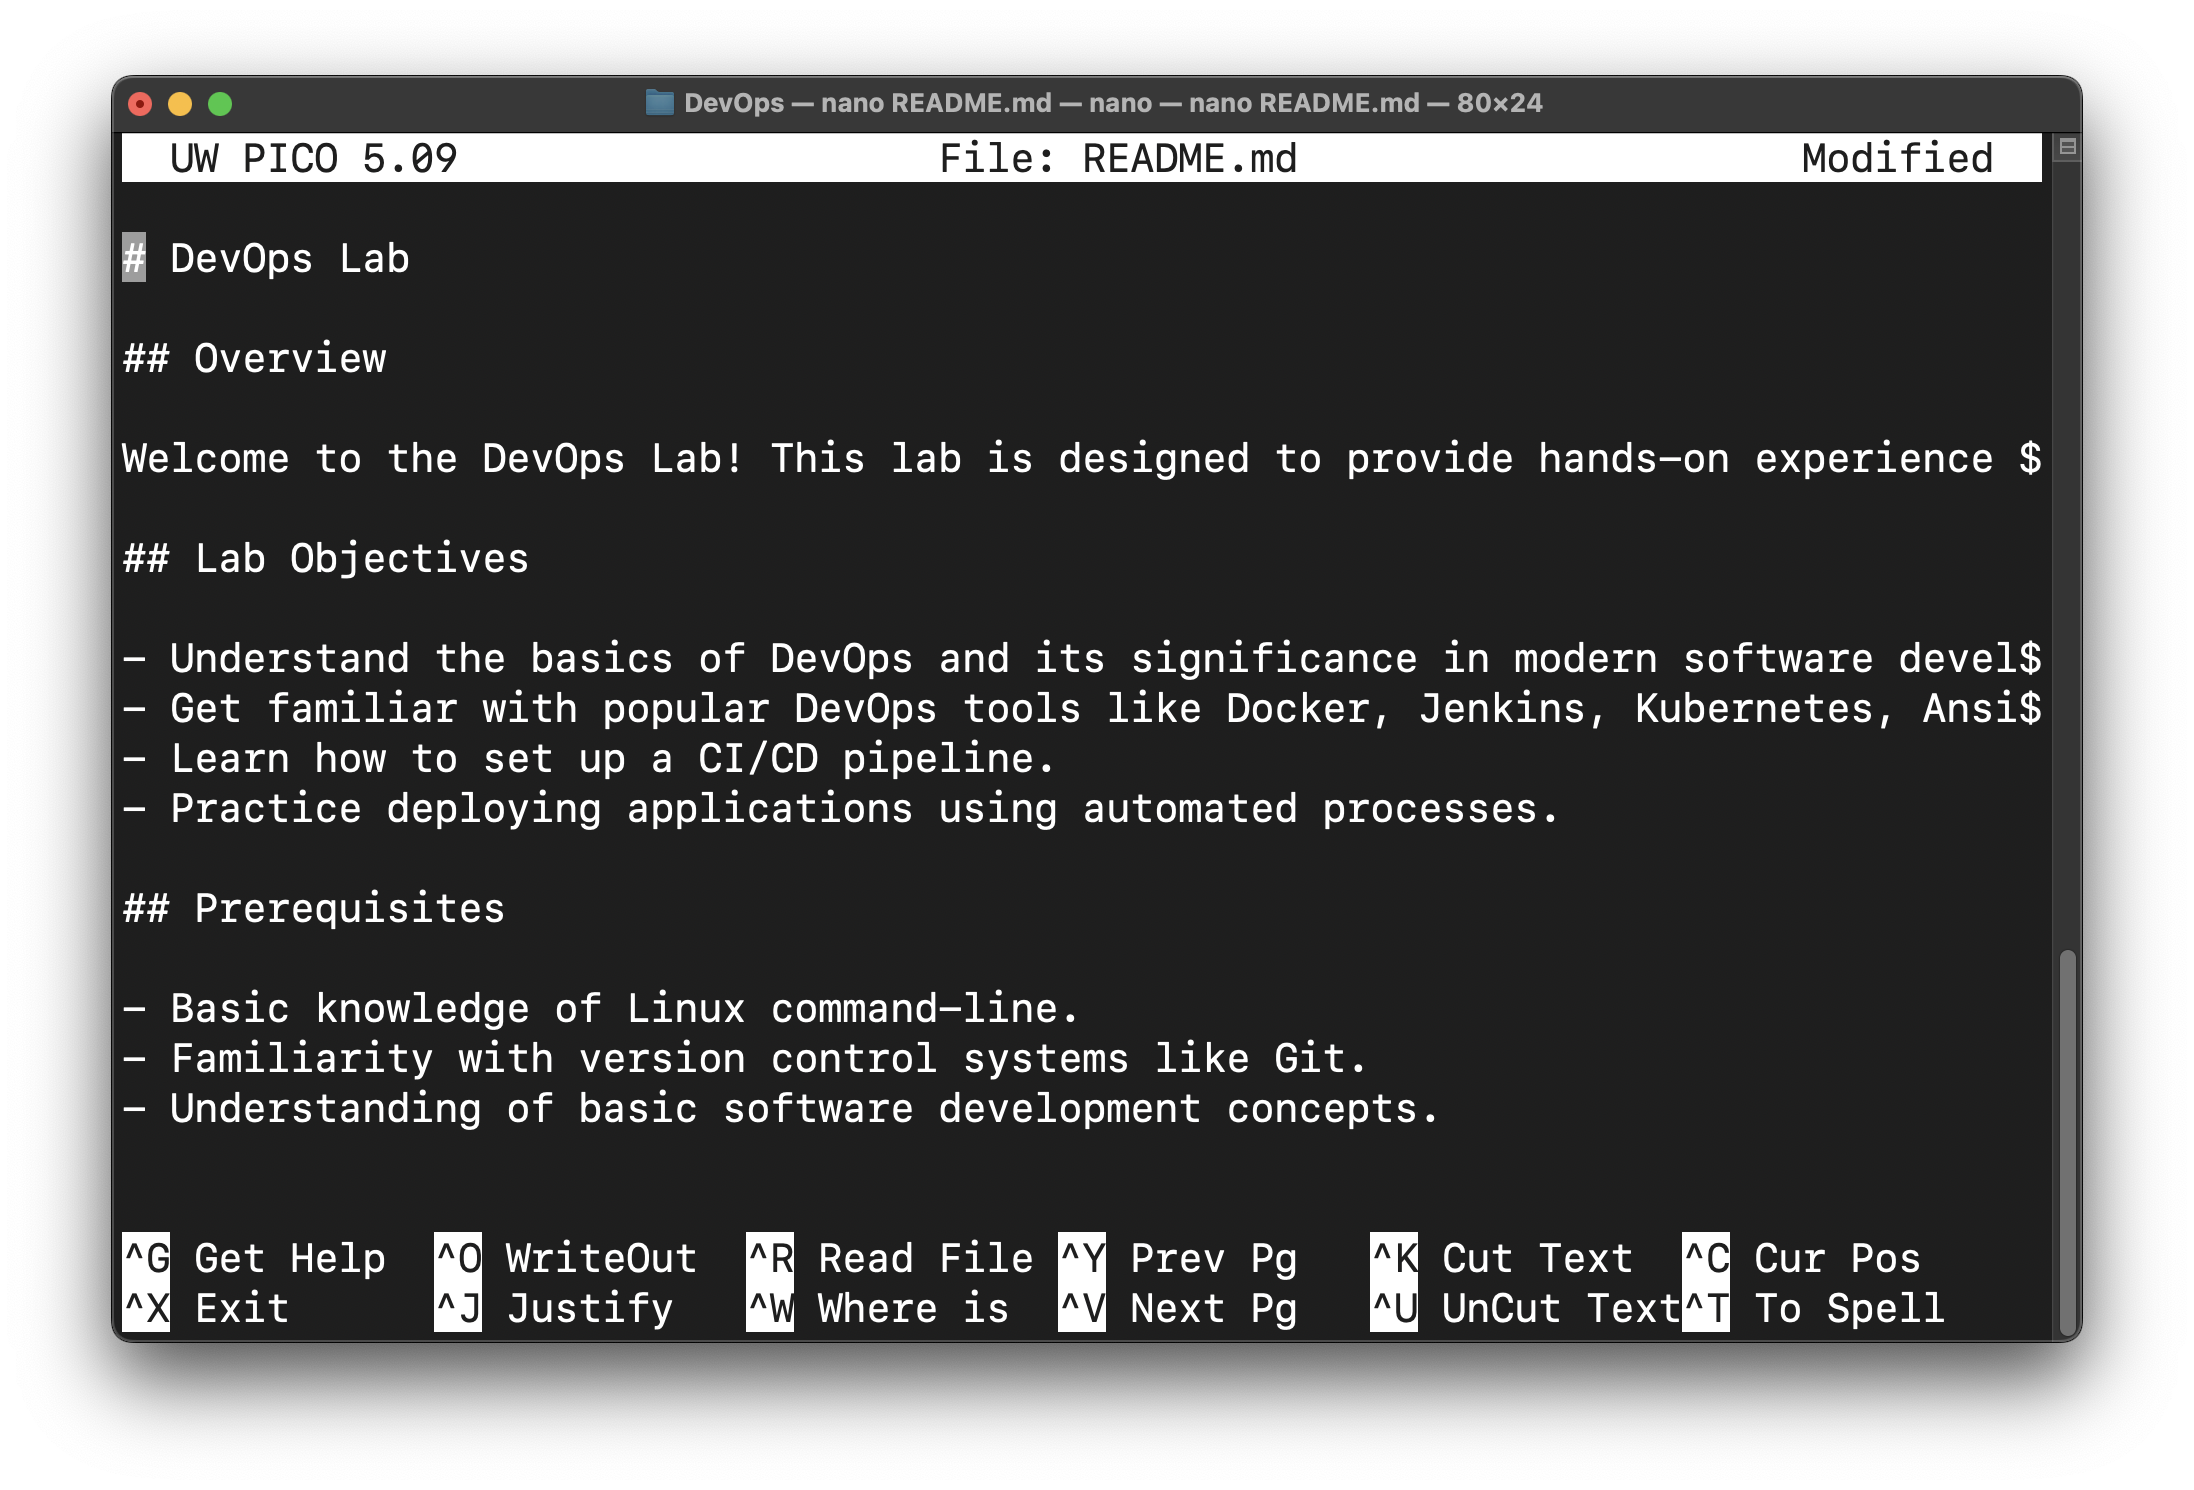 DevOps — nano README.md — nano — nano README.md — 80×24
UW PICO 5.09 File: README.md Modified
# DevOps Lab
## Overview
Welcome to the DevOps Lab! This lab is designed to provide hands-on experience $
## Lab Objectives
- Understand the basics of DevOps and its significance in modern software devel$
- Get familiar with popular DevOps tools like Docker, Jenkins, Kubernetes, Ansi$
- Learn how to set up a CI/CD pipeline.
- Practice deploying applications using automated processes.
## Prerequisites
- Basic knowledge of Linux command-line.
- Familiarity with version control systems like Git.
- Understanding of basic software development concepts.
^G Get Help ^O WriteOut ^R Read File ^Y Prev Pg ^K Cut Text ^C Cur Pos
^X Exit ^J Justify ^W Where is ^V Next Pg ^U UnCut Text^T To Spell